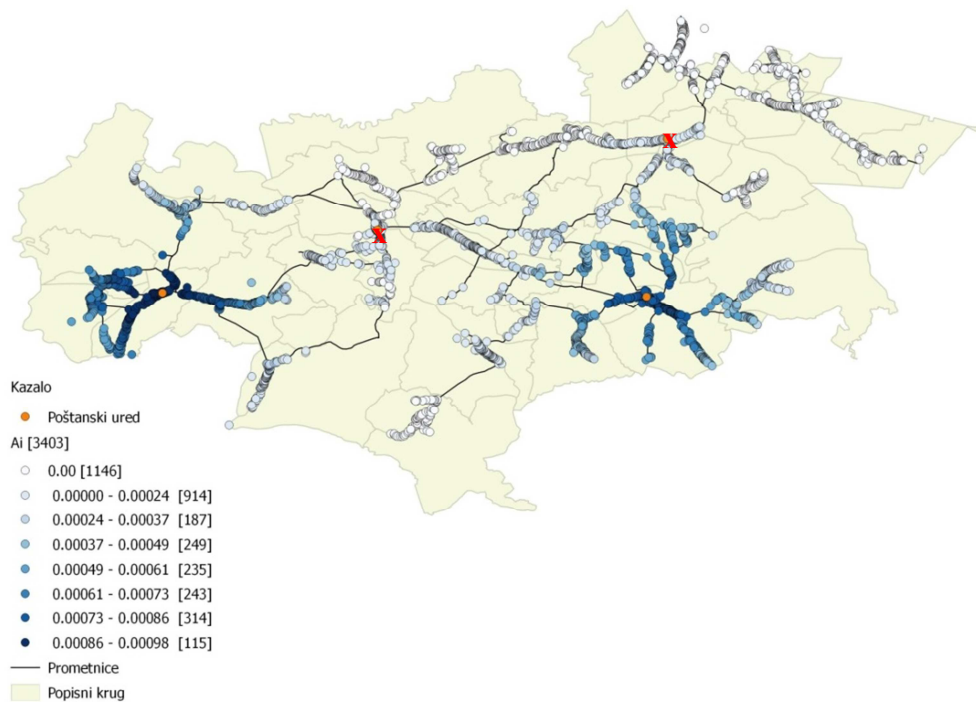 X
X
Kazalo
Poštanski ured
Ai [3403]
0.00 [1146]
0.00000 - 0.00024 [914]
0.00024 - 0.00037 [187]
0.00037 - 0.00049 [249]
0.00049 - 0.00061 [235]
0.00061 - 0.00073 [243]
0.00073 - 0.00086 [314]
0.00086 - 0.00098 [115]
Prometnice
Popisni krug